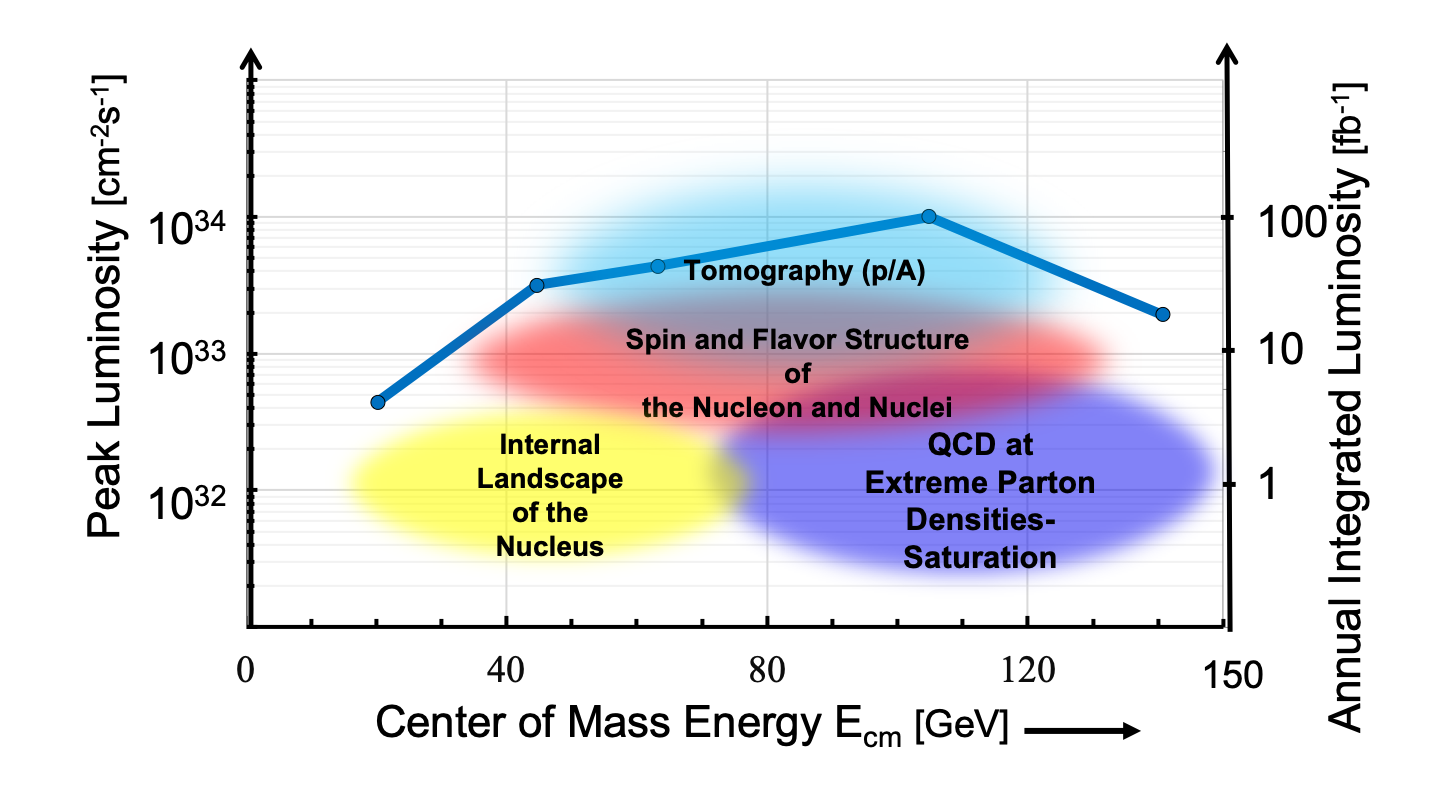 Peak Luminosity [cm-2s-1]
1034
1033
1032
Tomography (p/A)
Spin and Flavor Structure
of
the Nucleon and Nuclei
Internal
Landscape
of the
Nucleus
QCD at
Extreme Parton
Densities-
Saturation
100
10
1
Annual Integrated Luminosity [fb-1]
0 40 80 120 150
Center of Mass Energy Ecm [GeV]